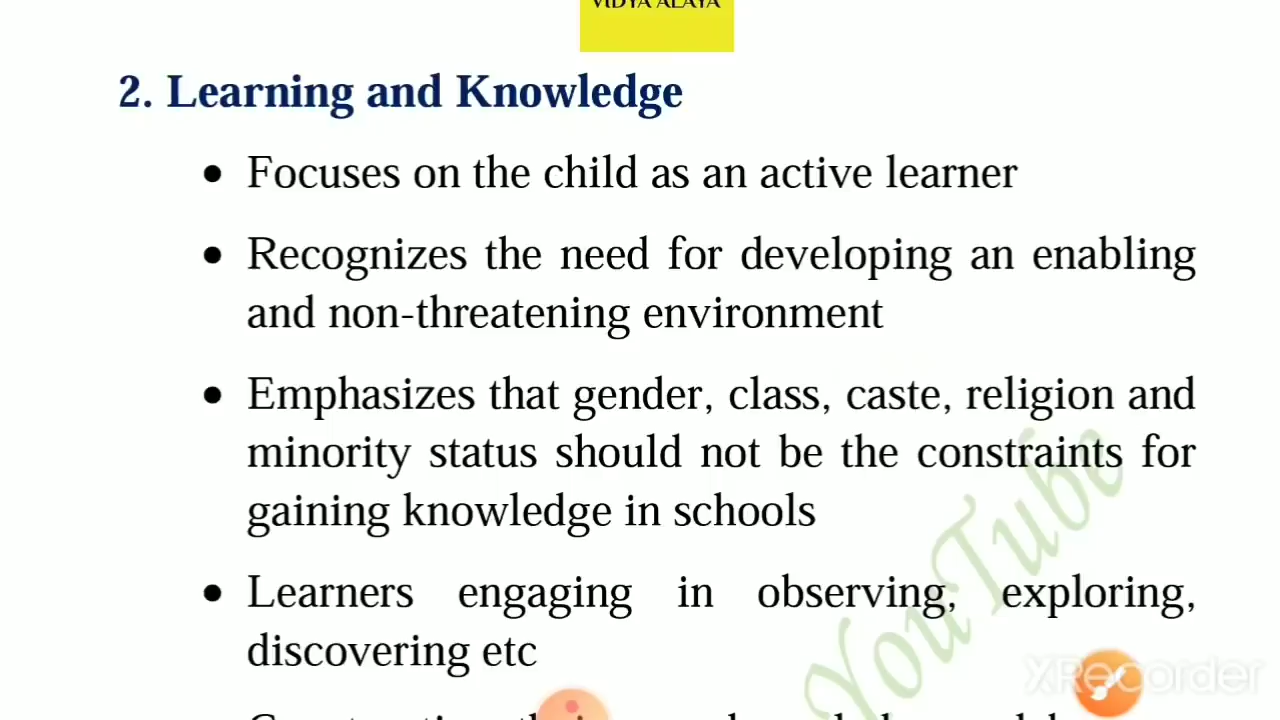 VIDYA ALAYA
2. Learning and Knowledge
• Focuses on the child as an active learner
• Recognizes the need for developing an enabling
and non-threatening environment
• Emphasizes that gender, class, caste, religion and
minority status should not be the constraints for
gaining knowledge in schools
• Learners engaging in observing, exploring,
discovering etc
YouTube
XRecorder